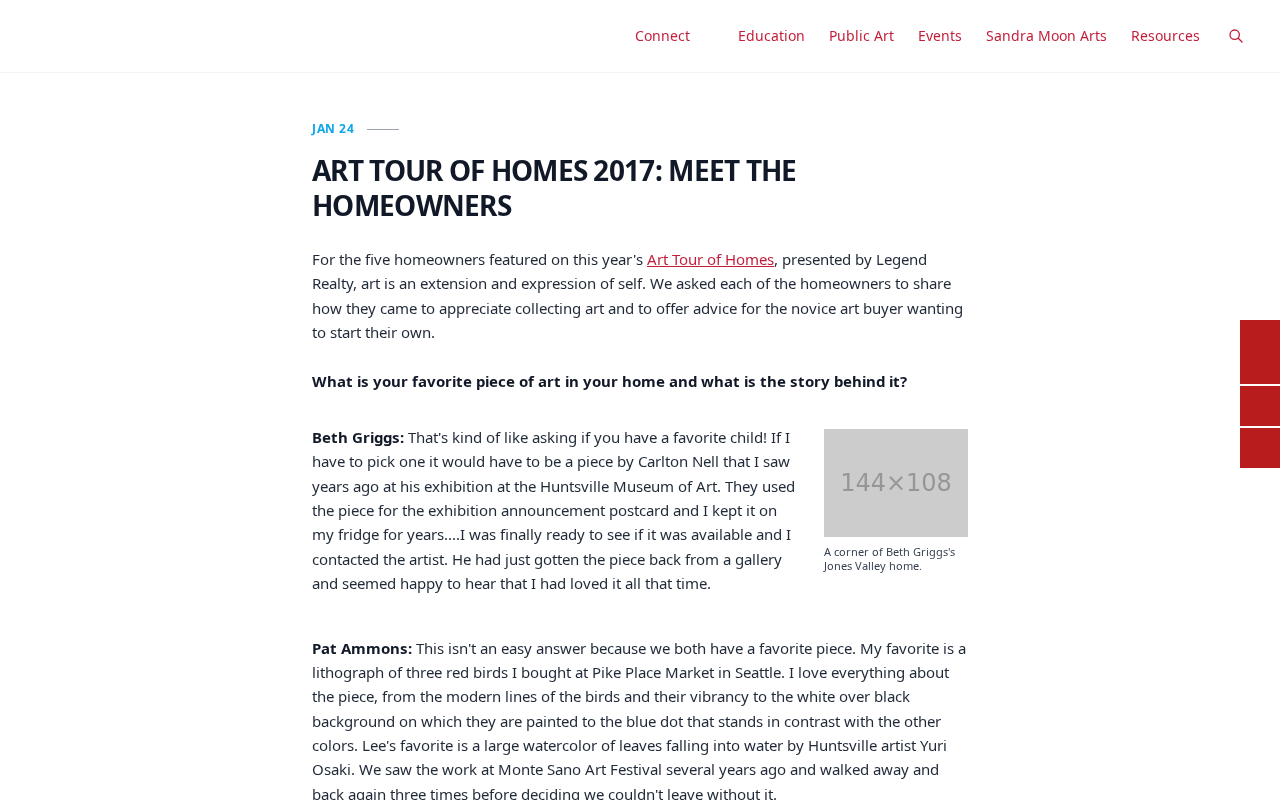 Connect Education Public Art Events Sandra Moon Arts Resources
JAN 24
ART TOUR OF HOMES 2017: MEET THE
HOMEOWNERS
For the five homeowners featured on this year's Art Tour of Homes, presented by Legend
Realty, art is an extension and expression of self. We asked each of the homeowners to share
how they came to appreciate collecting art and to offer advice for the novice art buyer wanting
to start their own.
What is your favorite piece of art in your home and what is the story behind it?
Beth Griggs: That's kind of like asking if you have a favorite child! If I
have to pick one it would have to be a piece by Carlton Nell that I saw
years ago at his exhibition at the Huntsville Museum of Art. They used
the piece for the exhibition announcement postcard and I kept it on
my fridge for years....I was finally ready to see if it was available and I
contacted the artist. He had just gotten the piece back from a gallery
and seemed happy to hear that I had loved it all that time.
144×108
A corner of Beth Griggs's
Jones Valley home.
Pat Ammons: This isn't an easy answer because we both have a favorite piece. My favorite is a
lithograph of three red birds I bought at Pike Place Market in Seattle. I love everything about
the piece, from the modern lines of the birds and their vibrancy to the white over black
background on which they are painted to the blue dot that stands in contrast with the other
colors. Lee's favorite is a large watercolor of leaves falling into water by Huntsville artist Yuri
Osaki. We saw the work at Monte Sano Art Festival several years ago and walked away and
back again three times before deciding we couldn't leave without it.